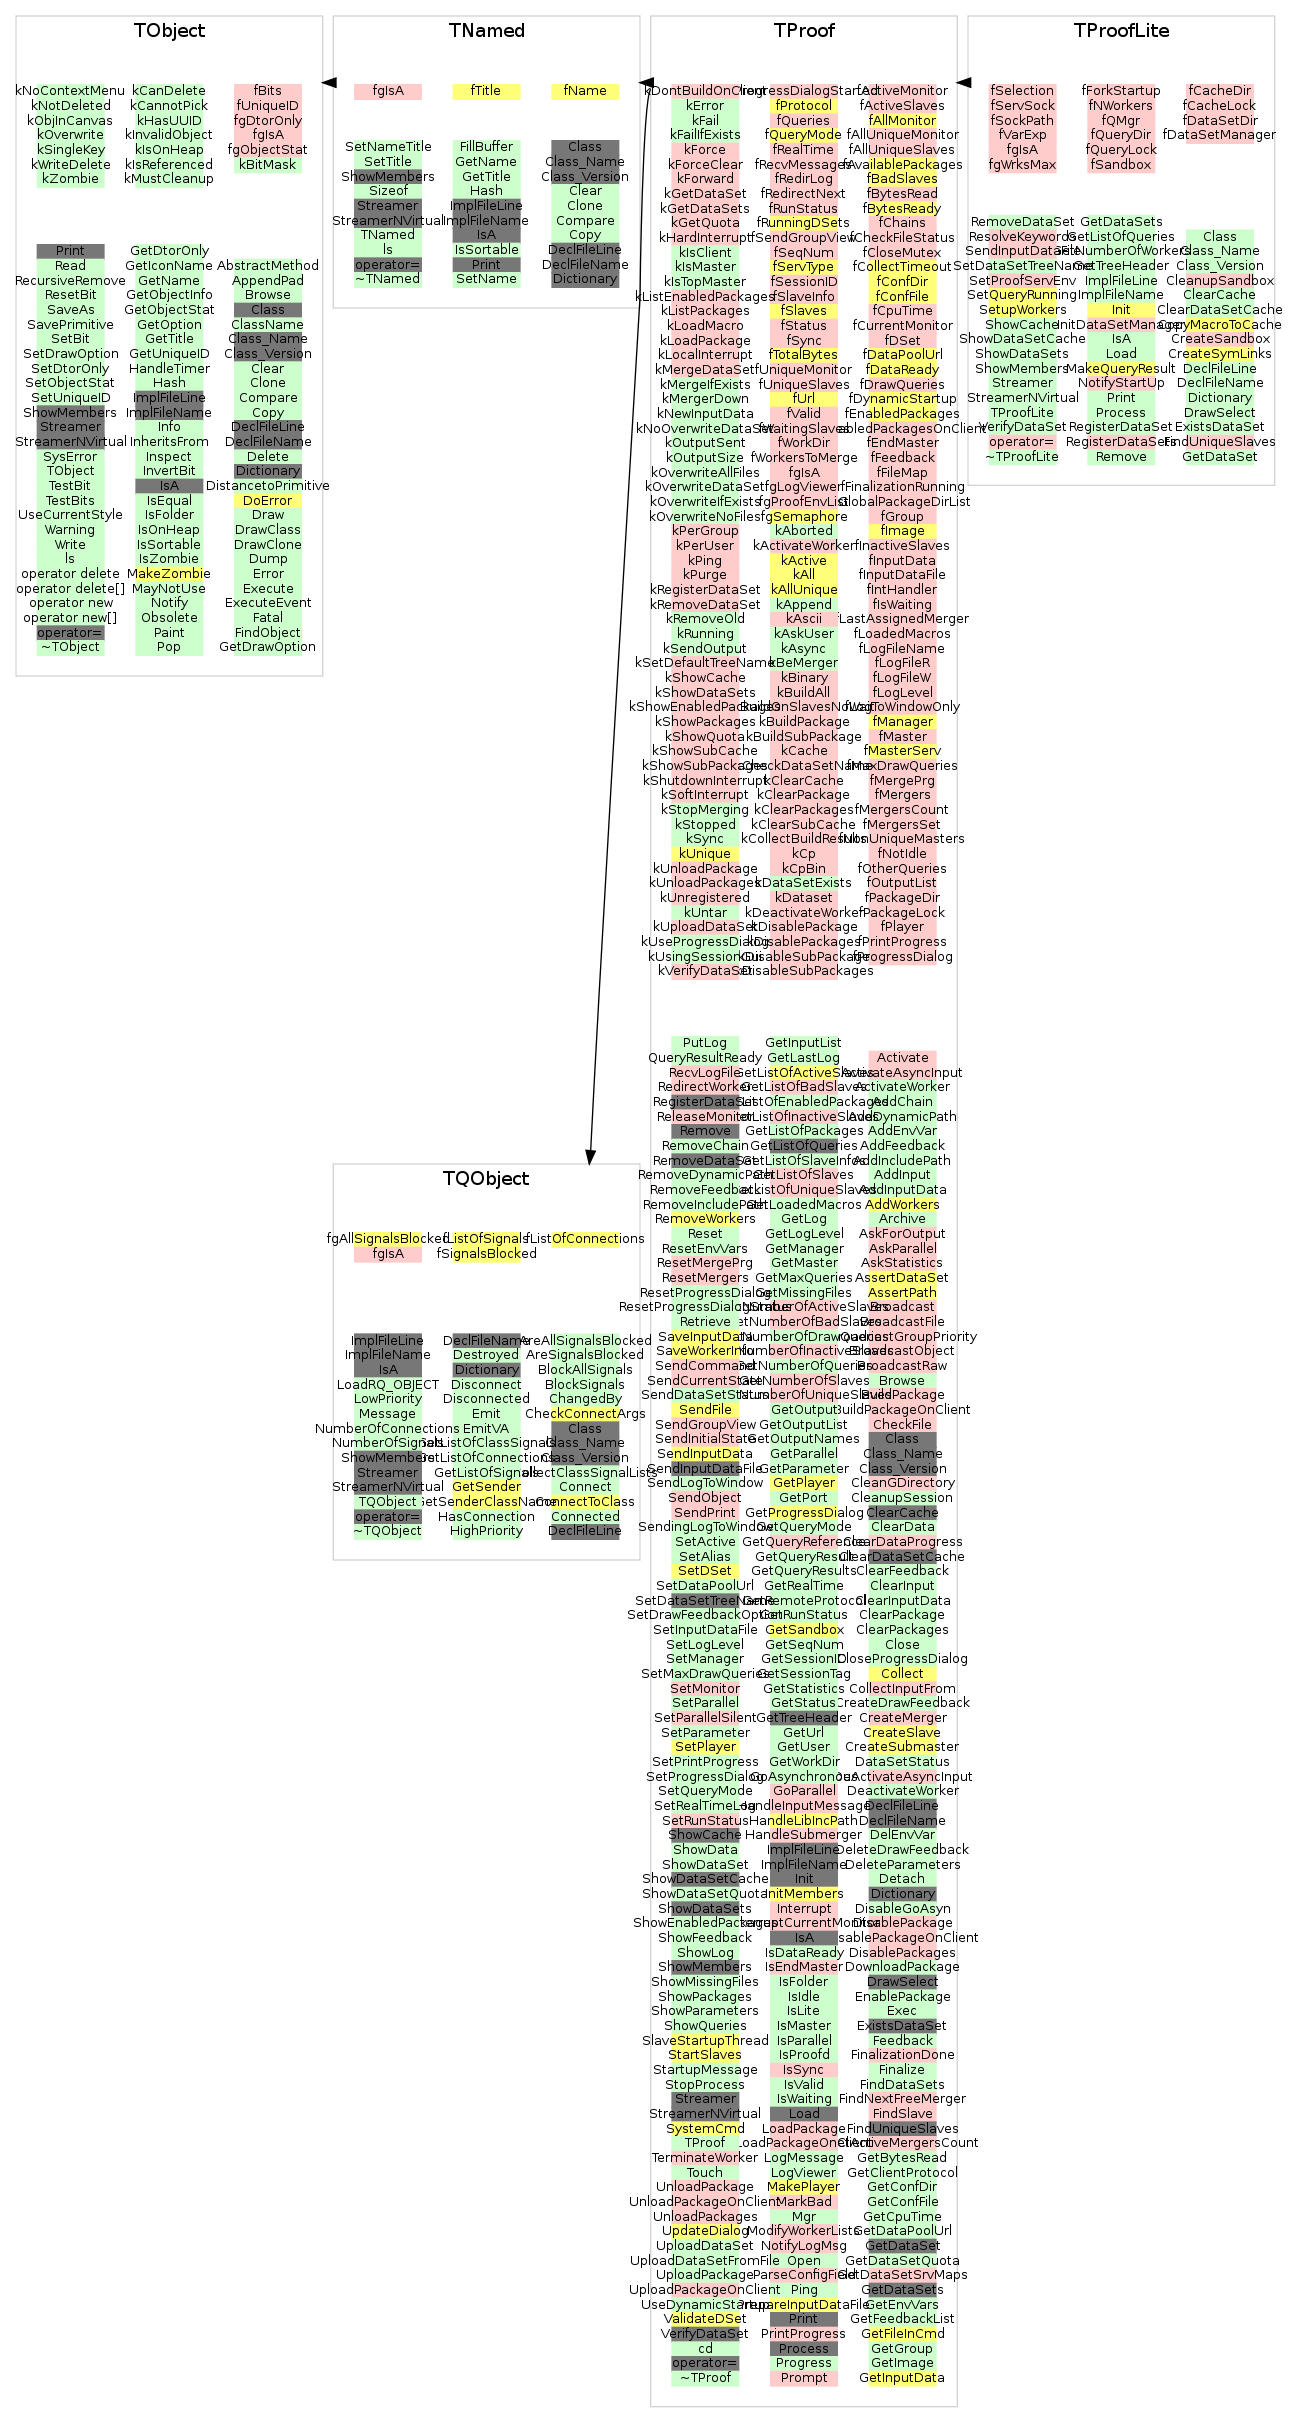 TObject
kNoContextMenu kCanDelete fBits
kNotDeleted kCannotPick fUniqueID
kObjInCanvas kHasUUID fgDtorOnly
kOverwrite kInvalidObject fgIsA
kSingleKey kIsOnHeap fgObjectStat
kWriteDelete kIsReferenced kBitMask
kZombie kMustCleanup
Print GetDtorOnly
Read GetIconName AbstractMethod
RecursiveRemove GetName AppendPad
ResetBit GetObjectInfo Browse
SaveAs GetObjectStat Class
SavePrimitive GetOption ClassName
SetBit GetTitle Class_Name
SetDrawOption GetUniqueID Class_Version
SetDtorOnly HandleTimer Clear
SetObjectStat Hash Clone
SetUniqueID ImplFileLine Compare
ShowMembers ImplFileName Copy
Streamer Info DeclFileLine
StreamerNVirtual InheritsFrom DeclFileName
SysError Inspect Delete
TObject InvertBit Dictionary
TestBit IsA DistancetoPrimitive
TestBits IsEqual DoError
UseCurrentStyle IsFolder Draw
Warning IsOnHeap DrawClass
Write IsSortable DrawClone
ls IsZombie Dump
operator delete MakeZombie Error
operator delete[] MayNotUse Execute
operator new Notify ExecuteEvent
operator new[] Obsolete Fatal
operator= Paint FindObject
~TObject Pop GetDrawOption
TNamed
fgIsA fTitle fName
SetNameTitle FillBuffer Class
SetTitle GetName Class_Name
ShowMembers GetTitle Class_Version
Sizeof Hash Clear
Streamer ImplFileLine Clone
StreamerNVirtual ImplFileName Compare
TNamed IsA Copy
ls IsSortable DeclFileLine
operator= Print DeclFileName
~TNamed SetName Dictionary
TProof
fActiveMonitor
kError fProtocol fActiveSlaves
kFail fQueries fAllMonitor
kFailIfExists fQueryMode fAllUniqueMonitor
kForce fRealTime fAllUniqueSlaves
kForceClear fRecvMessages fAvailablePackages
kForward fRedirLog fBadSlaves
kGetDataSet fRedirectNext fBytesRead
kGetDataSets fRunStatus fBytesReady
kGetQuota fRunningDSets fChains
kHardInterrupt fSendGroupView fCheckFileStatus
kIsClient fSeqNum fCloseMutex
kIsMaster fServType fCollectTimeout
kIsTopMaster fSessionID fConfDir
kListEnabledPackages fSlaveInfo fConfFile
kListPackages fSlaves fCpuTime
kLoadMacro fStatus fCurrentMonitor
kLoadPackage fSync fDSet
kLocalInterrupt fTotalBytes fDataPoolUrl
kMergeDataSet fUniqueMonitor fDataReady
kMergeIfExists fUniqueSlaves fDrawQueries
kMergerDown fUrl fDynamicStartup
kNewInputData fValid fEnabledPackages
kNoOverwriteDataSet fWaitingSlaves
kOutputSent fWorkDir fEndMaster
kOutputSize fWorkersToMerge fFeedback
kOverwriteAllFiles fgIsA fFileMap
kOverwriteDataSet fgLogViewer fFinalizationRunning
kOverwriteIfExists fgProofEnvList GlobalPackageDirList
kOverwriteNoFiles fgSemaphore fGroup
kPerGroup kAborted fImage
kPerUser kActivateWorker fInactiveSlaves
kPing kActive fInputData
kPurge kAll fInputDataFile
kRegisterDataSet kAllUnique fIntHandler
kRemoveDataSet kAppend fIsWaiting
kRemoveOld kAscii fLastAssignedMerger
kRunning kAskUser fLoadedMacros
kSendOutput kAsync fLogFileName
kSetDefaultTreeName kBeMerger fLogFileR
kShowCache kBinary fLogFileW
kShowDataSets kBuildAll fLogLevel
kShowEnabledPackages
kShowPackages kBuildPackage fManager
kShowQuota kBuildSubPackage fMaster
kShowSubCache kCache fMasterServ
kShowSubPackages fMaxDrawQueries
kShutdownInterrupt kClearCache fMergePrg
kSoftInterrupt kClearPackage fMergers
kStopMerging kClearPackages fMergersCount
kStopped kClearSubCache fMergersSet
kSync kCollectBuildResults fNonUniqueMasters
kUnique kCp fNotIdle
kUnloadPackage kCpBin fOtherQueries
kUnloadPackages kDataSetExists fOutputList
kUnregistered kDataset fPackageDir
kUntar kDeactivateWorker fPackageLock
kUploadDataSet kDisablePackage fPlayer
kUseProgressDialog kDisablePackages fPrintProgress
kUsingSessionGui kDisableSubPackage fProgressDialog
kVerifyDataSet kDisableSubPackages
PutLog GetInputList
QueryResultReady GetLastLog Activate
RecvLogFile GetListOfActiveSlaves ActivateAsyncInput
RedirectWorker GetListOfBadSlaves ActivateWorker
RegisterDataSet ListOfEnabledPackages AddChain
ReleaseMonitor AddDynamicPath
Remove GetListOfPackages AddEnvVar
RemoveChain GetListOfQueries AddFeedback
RemoveDataSet GetListOfSlaveInfos AddIncludePath
RemoveDynamicPath GetListOfSlaves AddInput
RemoveFeedback AddInputData
RemoveIncludePath GetLoadedMacros AddWorkers
RemoveWorkers GetLog Archive
Reset GetLogLevel AskForOutput
ResetEnvVars GetManager AskParallel
ResetMergePrg GetMaster AskStatistics
ResetMergers GetMaxQueries AssertDataSet
ResetProgressDialog GetMissingFiles AssertPath
ResetProgressDialogStatus Broadcast
Retrieve BroadcastFile
SaveInputData
SaveWorkerInfo BroadcastObject
SendCommand GetNumberOfQueries BroadcastRaw
SendCurrentState GetNumberOfSlaves Browse
SendDataSetStatus BuildPackage
SendFile GetOutput BuildPackageOnClient
SendGroupView GetOutputList CheckFile
SendInitialState GetOutputNames Class
SendInputData GetParallel Class_Name
SendInputDataFile GetParameter Class_Version
SendLogToWindow GetPlayer CleanGDirectory
SendObject GetPort CleanupSession
SendPrint GetProgressDialog ClearCache
SendingLogToWindow GetQueryMode ClearData
SetActive GetQueryReference ClearDataProgress
SetAlias GetQueryResult ClearDataSetCache
SetDSet GetQueryResults ClearFeedback
SetDataPoolUrl GetRealTime ClearInput
SetDataSetTreeName GetRemoteProtocol ClearInputData
SetDrawFeedbackOption GetRunStatus ClearPackage
SetInputDataFile GetSandbox ClearPackages
SetLogLevel GetSeqNum Close
SetManager GetSessionID CloseProgressDialog
SetMaxDrawQueries GetSessionTag Collect
SetMonitor GetStatistics CollectInputFrom
SetParallel GetStatus CreateDrawFeedback
SetParallelSilent GetTreeHeader CreateMerger
SetParameter GetUrl CreateSlave
SetPlayer GetUser CreateSubmaster
SetPrintProgress GetWorkDir DataSetStatus
SetProgressDialog GoAsynchronous ActivateAsyncInput
SetQueryMode GoParallel DeactivateWorker
SetRealTimeLog HandleInputMessage DeclFileLine
SetRunStatus HandleLibIncPath DeclFileName
ShowCache HandleSubmerger DelEnvVar
ShowData ImplFileLine DeleteDrawFeedback
ShowDataSet ImplFileName DeleteParameters
ShowDataSetCache Init Detach
ShowDataSetQuota InitMembers Dictionary
ShowDataSets Interrupt DisableGoAsyn
ShowEnabledPackages DisablePackage
ShowFeedback IsA sablePackageOnClient
ShowLog IsDataReady DisablePackages
ShowMembers IsEndMaster DownloadPackage
ShowMissingFiles IsFolder DrawSelect
ShowPackages IsIdle EnablePackage
ShowParameters IsLite Exec
ShowQueries IsMaster ExistsDataSet
SlaveStartupThread IsParallel Feedback
StartSlaves IsProofd FinalizationDone
StartupMessage IsSync Finalize
StopProcess IsValid FindDataSets
Streamer IsWaiting FindNextFreeMerger
StreamerNVirtual Load FindSlave
SystemCmd LoadPackage FindUniqueSlaves
TProof LoadPackageOnClient
TerminateWorker LogMessage GetBytesRead
Touch LogViewer GetClientProtocol
UnloadPackage MakePlayer GetConfDir
UnloadPackageOnClient MarkBad GetConfFile
UnloadPackages Mgr GetCpuTime
UpdateDialog ModifyWorkerLists GetDataPoolUrl
UploadDataSet NotifyLogMsg GetDataSet
UploadDataSetFromFile Open GetDataSetQuota
UploadPackage ParseConfigField GetDataSetSrvMaps
UploadPackageOnClient Ping GetDataSets
UseDynamicStartup PrepareInputDataFile GetEnvVars
ValidateDSet Print GetFeedbackList
VerifyDataSet PrintProgress GetFileInCmd
cd Process GetGroup
operator= Progress GetImage
~TProof Prompt GetInputData
TProofLite
fSelection fForkStartup fCacheDir
fServSock fNWorkers fCacheLock
fSockPath fQMgr fDataSetDir
fVarExp fQueryDir fDataSetManager
fgIsA fQueryLock
fgWrksMax fSandbox
RemoveDataSet GetDataSets
ResolveKeywords GetListOfQueries Class
SendInputDataFile GetNumberOfWorkers Class_Name
SetDataSetTreeName GetTreeHeader Class_Version
SetProofServEnv ImplFileLine CleanupSandbox
SetQueryRunning ImplFileName ClearCache
SetupWorkers Init ClearDataSetCache
ShowCache InitDataSetManager CopyMacroToCache
ShowDataSetCache IsA CreateSandbox
ShowDataSets Load CreateSymLinks
ShowMembers MakeQueryResult DeclFileLine
Streamer NotifyStartUp DeclFileName
StreamerNVirtual Print Dictionary
TProofLite Process DrawSelect
VerifyDataSet RegisterDataSet ExistsDataSet
operator= RegisterDataSets FindUniqueSlaves
~TProofLite Remove GetDataSet
TQObject
fgAllSignalsBlocked fListOfSignals fListOfConnections
fgIsA fSignalsBlocked
ImplFileLine DeclFileName AreAllSignalsBlocked
ImplFileName Destroyed AreSignalsBlocked
IsA Dictionary BlockAllSignals
LoadRQ_OBJECT Disconnect BlockSignals
LowPriority Disconnected ChangedBy
Message Emit CheckConnectArgs
NumberOfConnections EmitVA Class
NumberOfSignals GetListOfClassSignals Class_Name
ShowMembers GetListOfConnections Class_Version
Streamer GetListOfSignals ollectClassSignalLists
StreamerNVirtual GetSender Connect
TQObject GetSenderClassName ConnectToClass
operator= HasConnection Connected
~TQObject HighPriority DeclFileLine